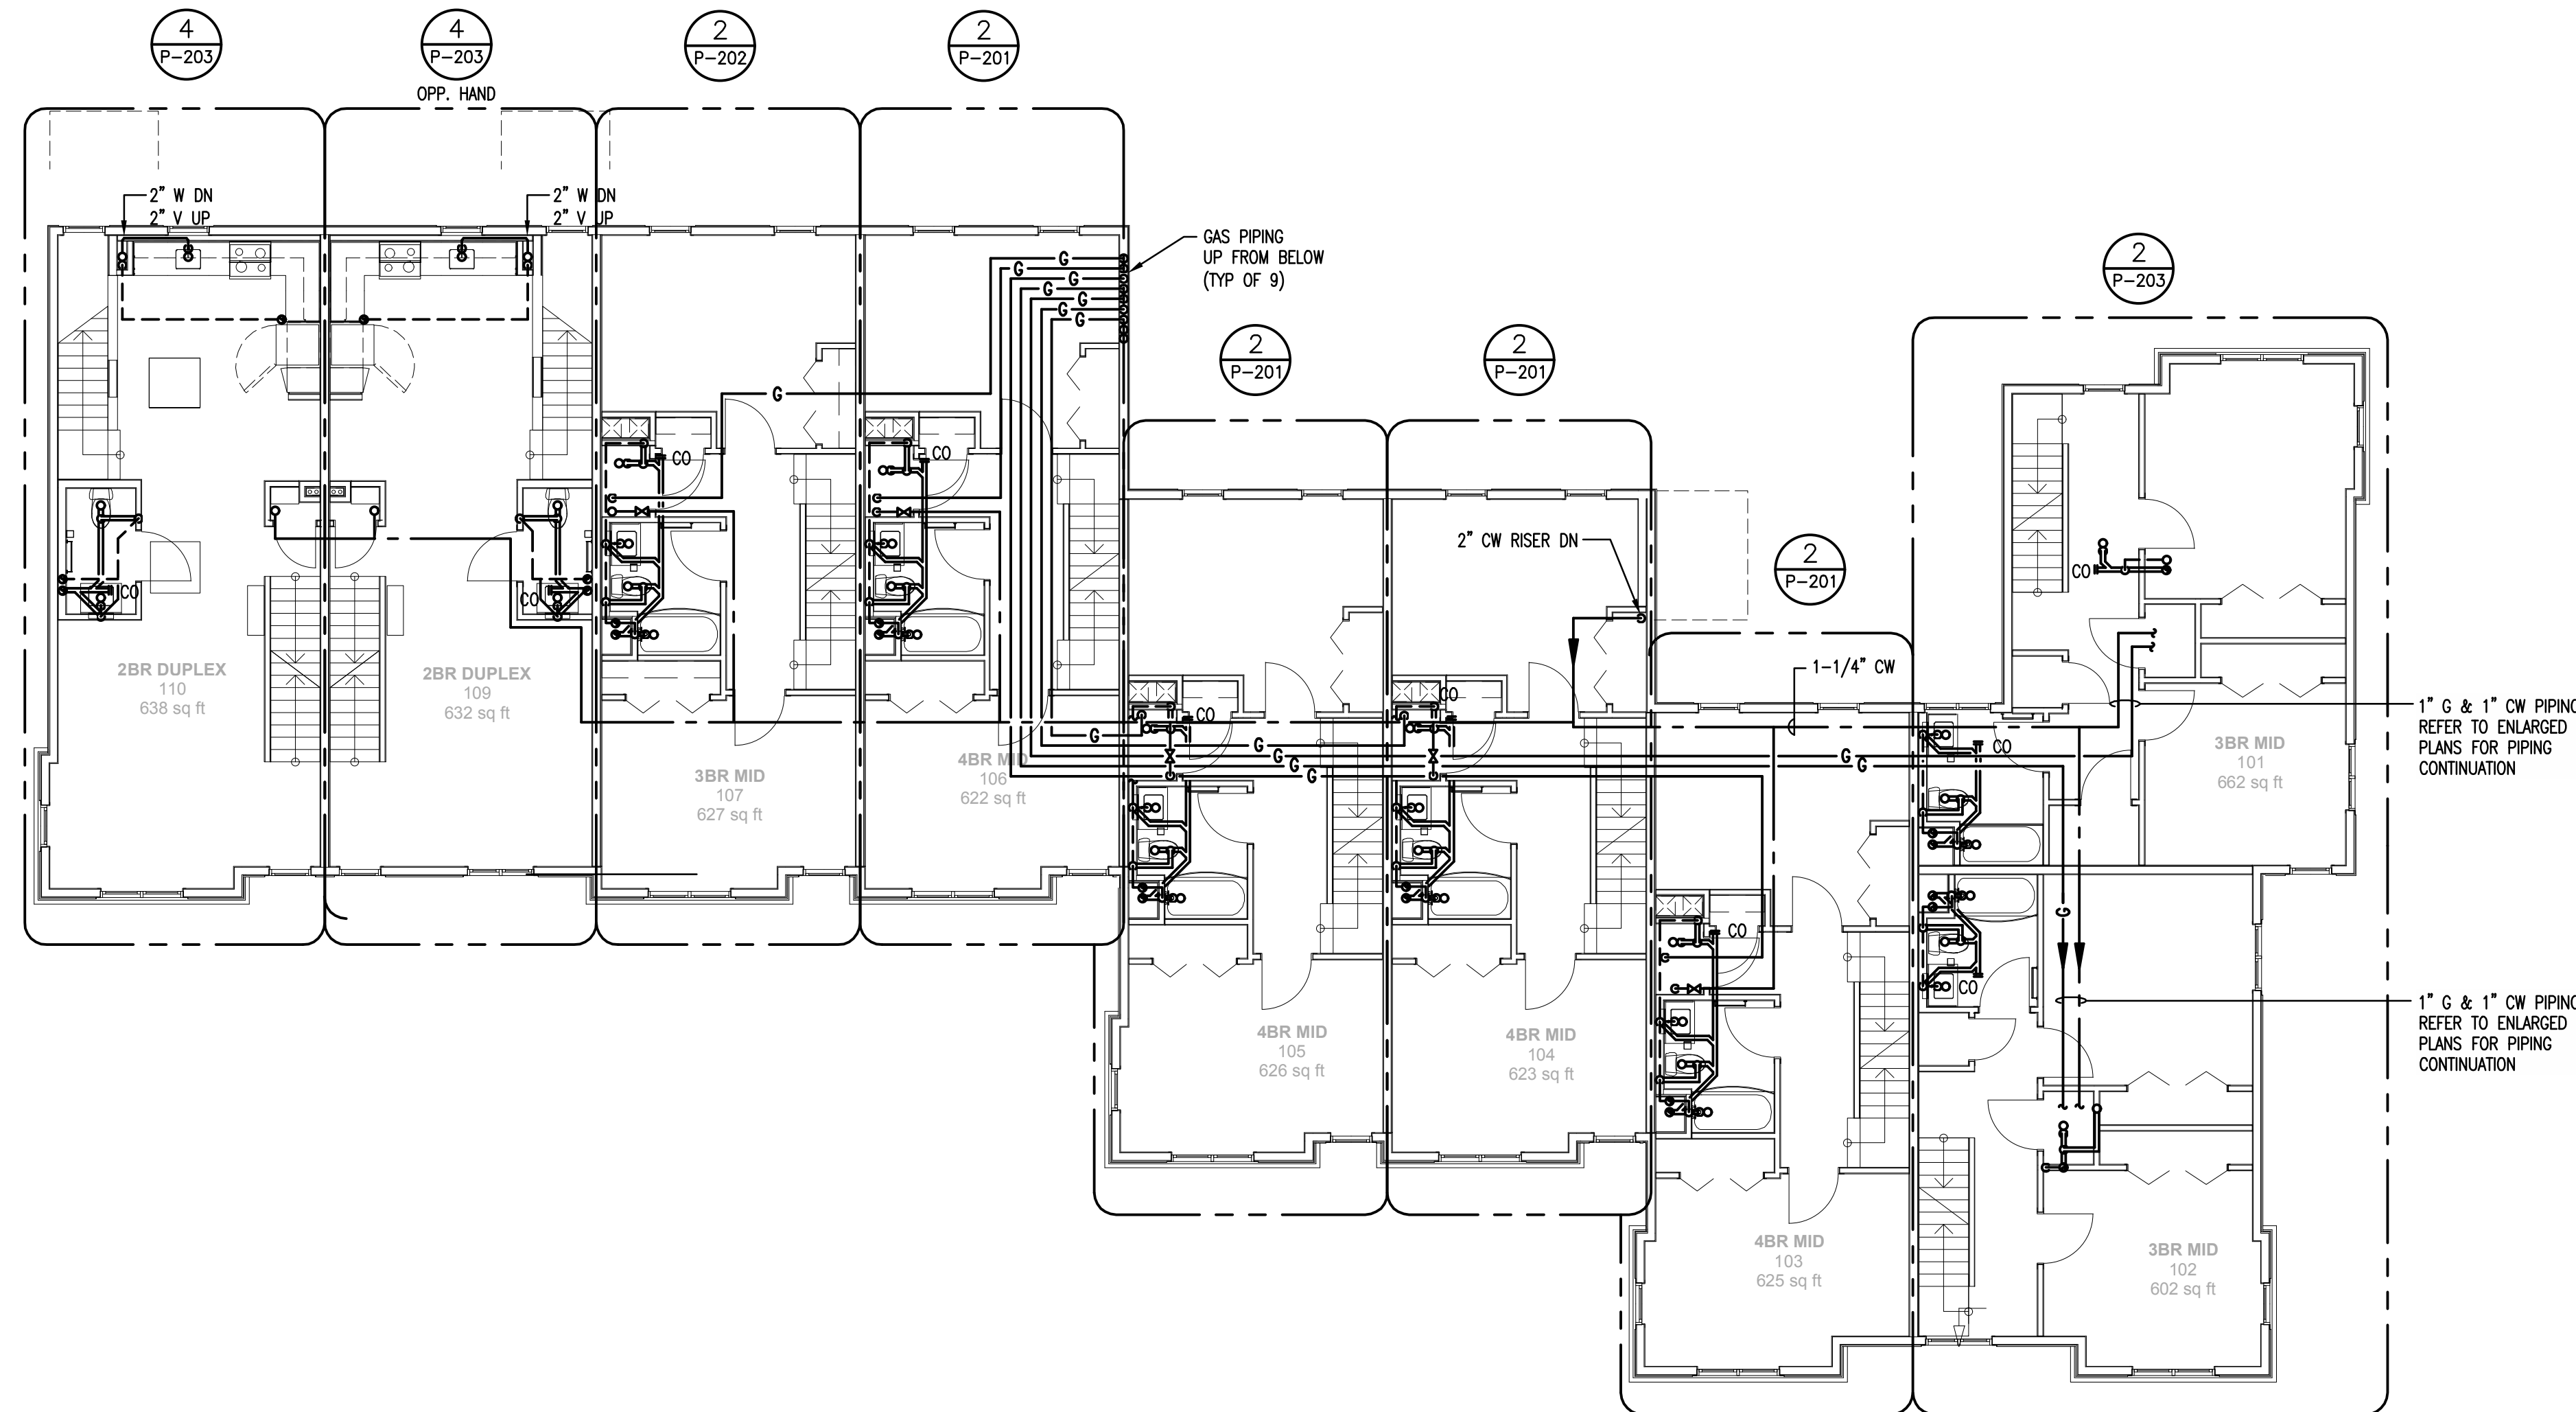 4
P-203
4
P-203
OPP. HAND
2
P-202
2
P-201
2" W DN
2" V UP
2" W DN
2" V UP
GAS PIPING
UP FROM BELOW
(TYP OF 9)
G
G
G
G
G
G
G
G
2
P-201
2
P-201
2
P-203
CO
CO
2" CW RISER DN
2
P-201
CO
CO
CO
2BR DUPLEX
110
638 sq ft
2BR DUPLEX
109
632 sq ft
1-1/4" CW
CO
CO
1" G & 1" CW PIPING
REFER TO ENLARGED
PLANS FOR PIPING
CONTINUATION
G
G
G
G
G
G
G
CO
3BR MID
107
627 sq ft
4BR MID
106
622 sq ft
3BR MID
101
662 sq ft
G
CO
CO
1" G & 1" CW PIPING
REFER TO ENLARGED
PLANS FOR PIPING
CONTINUATION
4BR MID
105
626 sq ft
4BR MID
104
623 sq ft
4BR MID
103
625 sq ft
3BR MID
102
602 sq ft